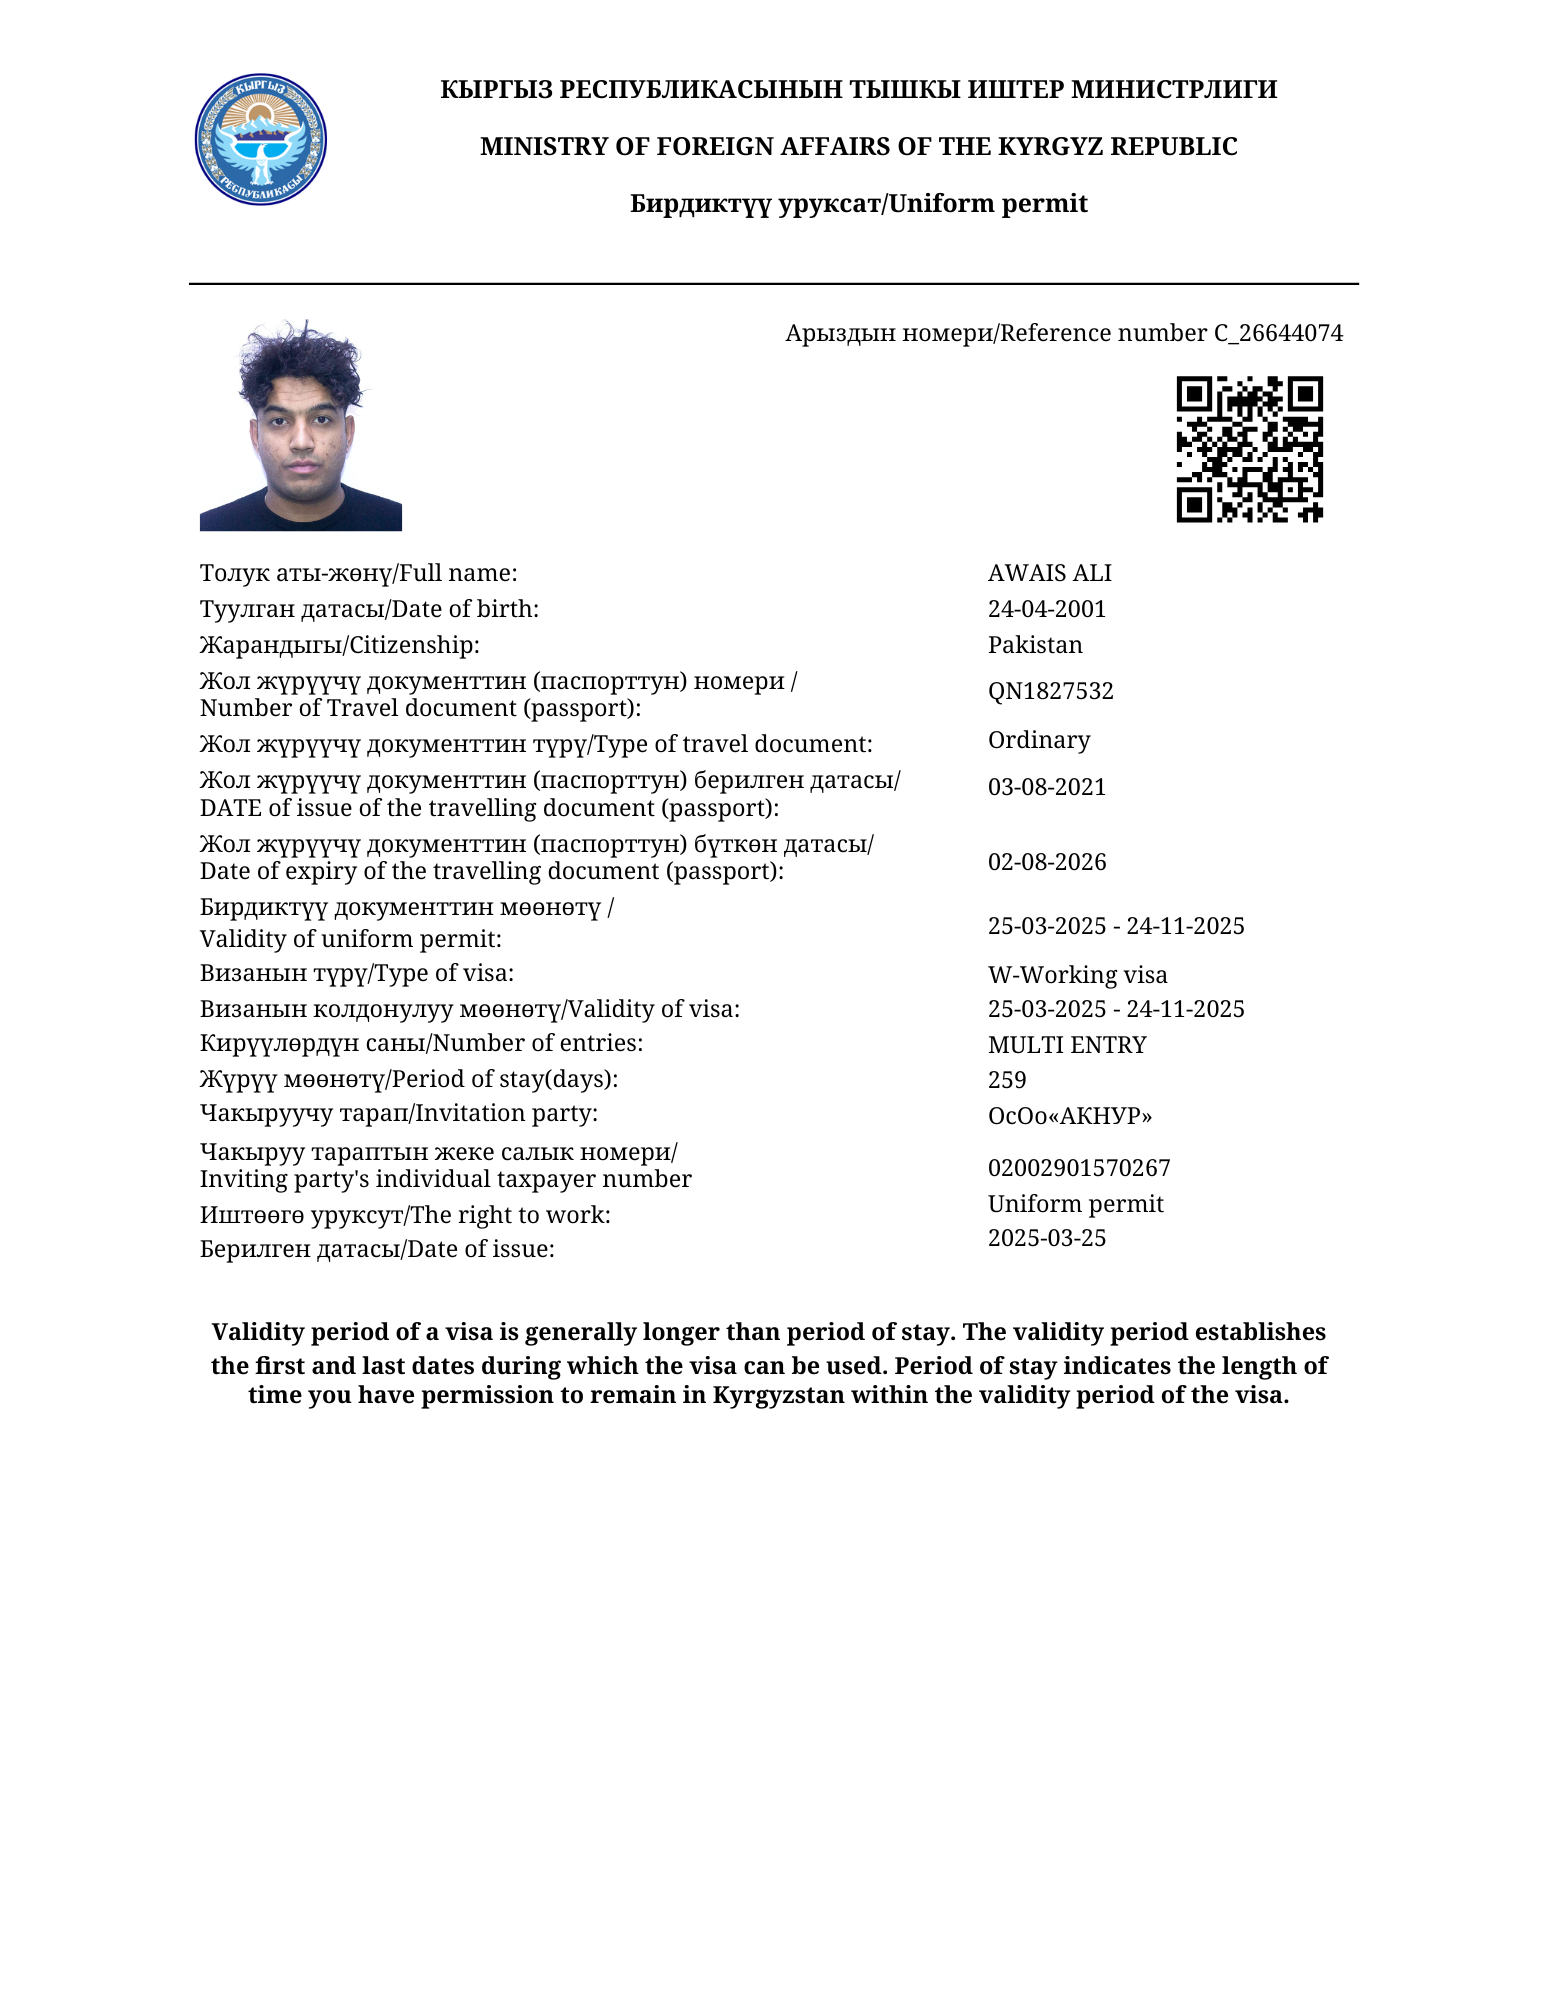 КЫРГЫЗ
РЕСПУБЛИКАСЫ
КЫРГЫЗ РЕСПУБЛИКАСЫНЫН ТЫШКЫ ИШТЕР МИНИСТРЛИГИ
MINISTRY OF FOREIGN AFFAIRS OF THE KYRGYZ REPUBLIC
Бирдиктүү уруксат/Uniform permit
Арыздын номери/Reference number C_26644074
Толук аты-жөнү/Full name: AWAIS ALI
Туулган датасы/Date of birth: 24-04-2001
Жарандыгы/Citizenship: Pakistan
Жол жүрүүчү документтин (паспорттун) номери /
Number of Travel document (passport): QN1827532
Жол жүрүүчү документтин түрү/Type of travel document: Ordinary
Жол жүрүүчү документтин (паспорттун) берилген датасы/
DATE of issue of the travelling document (passport): 03-08-2021
Жол жүрүүчү документтин (паспорттун) бүткөн датасы/
Date of expiry of the travelling document (passport): 02-08-2026
Бирдиктүү документтин мөөнөтү /
Validity of uniform permit: 25-03-2025 - 24-11-2025
Визанын түрү/Type of visa: W-Working visa
Визанын колдонулуу мөөнөтү/Validity of visa: 25-03-2025 - 24-11-2025
Кирүүлөрдүн саны/Number of entries: MULTI ENTRY
Жүрүү мөөнөтү/Period of stay(days): 259
Чакыруучу тарап/Invitation party: ОсОо«АКНУР»
Чакыруу тараптын жеке салык номери/
Inviting party's individual taxpayer number 02002901570267
Иштөөгө уруксут/The right to work: Uniform permit
Берилген датасы/Date of issue: 2025-03-25
Validity period of a visa is generally longer than period of stay. The validity period establishes
the first and last dates during which the visa can be used. Period of stay indicates the length of
time you have permission to remain in Kyrgyzstan within the validity period of the visa.